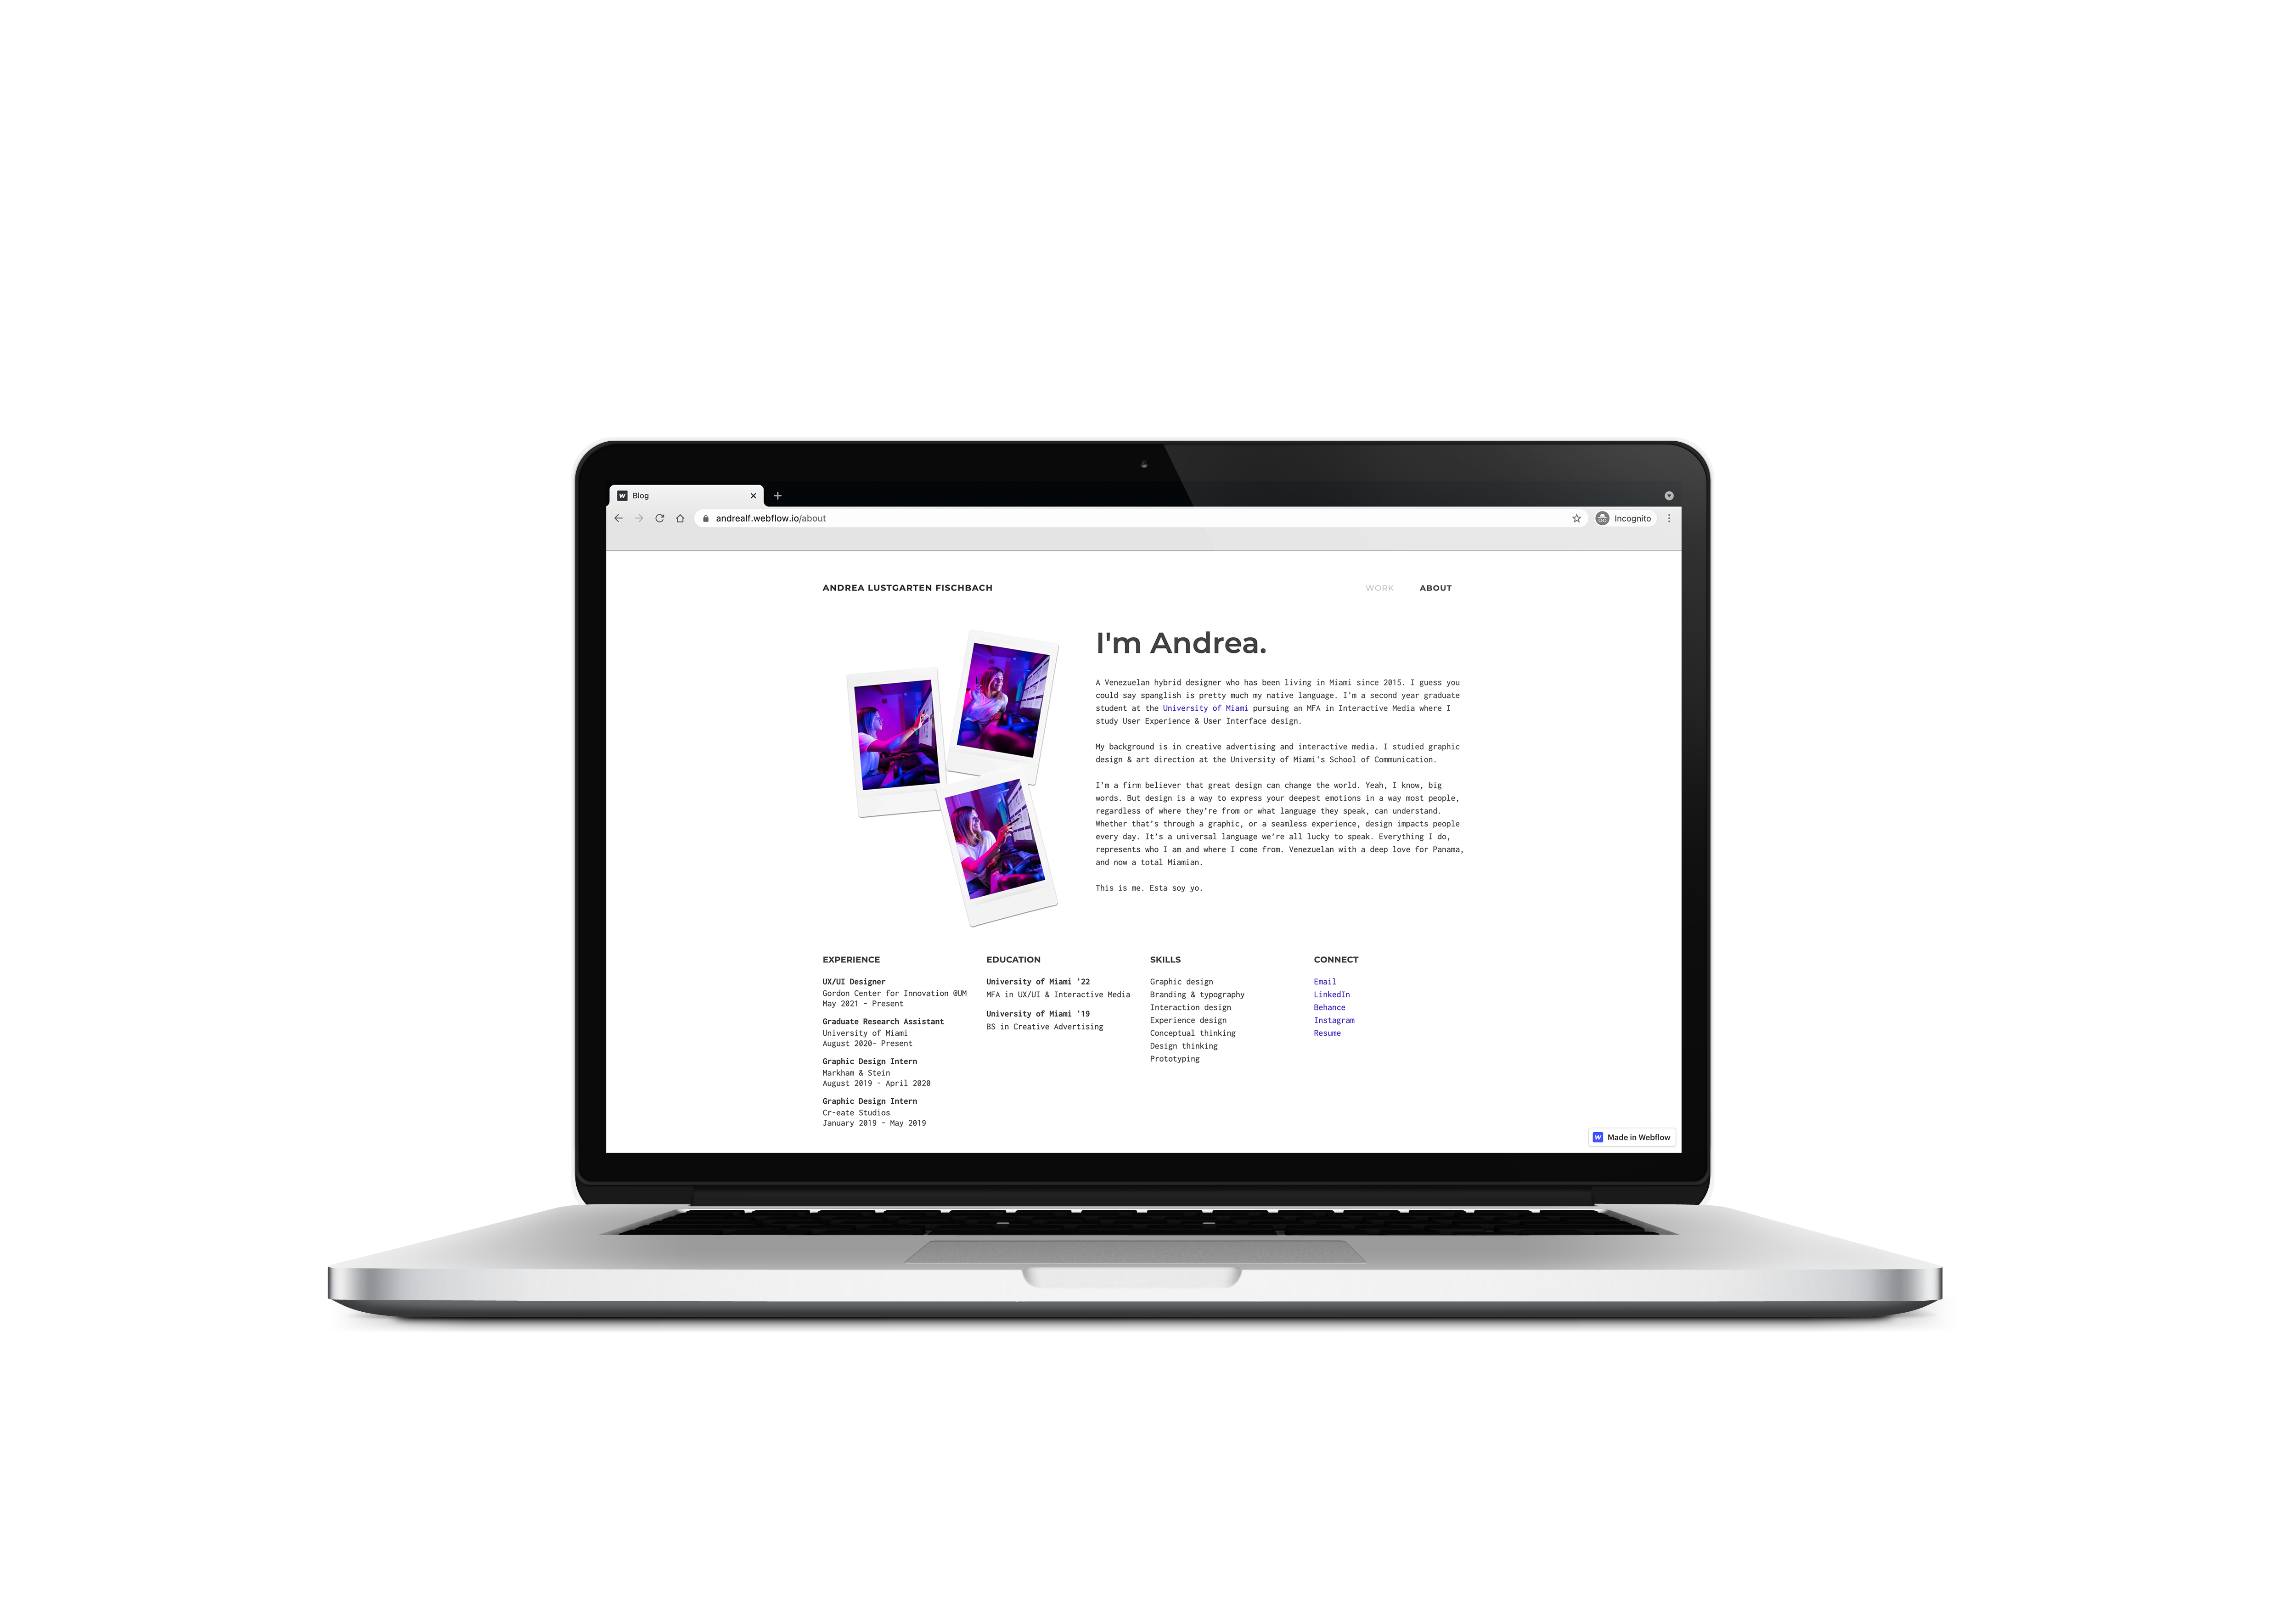 Blog
andrealf.webflow.io/about
Incognito
ANDREA LUSTGARTEN FISCHBACH
WORK
ABOUT
I'm Andrea.
A Venezuelan hybrid designer who has been living in Miami since 2015. I guess you
could say spanglish is pretty much my native language. I'm a second year graduate
student at the University of Miami pursuing an MFA in Interactive Media where I
study User Experience & User Interface design.
My background is in creative advertising and interactive media. I studied graphic
design & art direction at the University of Miami's School of Communication.
I'm a firm believer that great design can change the world. Yeah, I know, big
words. But design is a way to express your deepest emotions in a way most people,
regardless of where they're from or what language they speak, can understand.
Whether that's through a graphic, or a seamless experience, design impacts people
every day. It's a universal language we're all lucky to speak. Everything I do,
represents who I am and where I come from. Venezuelan with a deep love for Panama,
and now a total Miamian.
This is me. Esta soy yo.
EXPERIENCE
UX/UI Designer
Gordon Center for Innovation @UM
May 2021 - Present
Graduate Research Assistant
University of Miami
August 2020- Present
Graphic Design Intern
Markham & Stein
August 2019 - April 2020
Graphic Design Intern
Cr-eate Studios
January 2019 - May 2019
EDUCATION
University of Miami '22
MFA in UX/UI & Interactive Media
University of Miami '19
BS in Creative Advertising
SKILLS
Graphic design
Branding & typography
Interaction design
Experience design
Conceptual thinking
Design thinking
Prototyping
CONNECT
Email
LinkedIn
Behance
Instagram
Resume
Made in Webflow